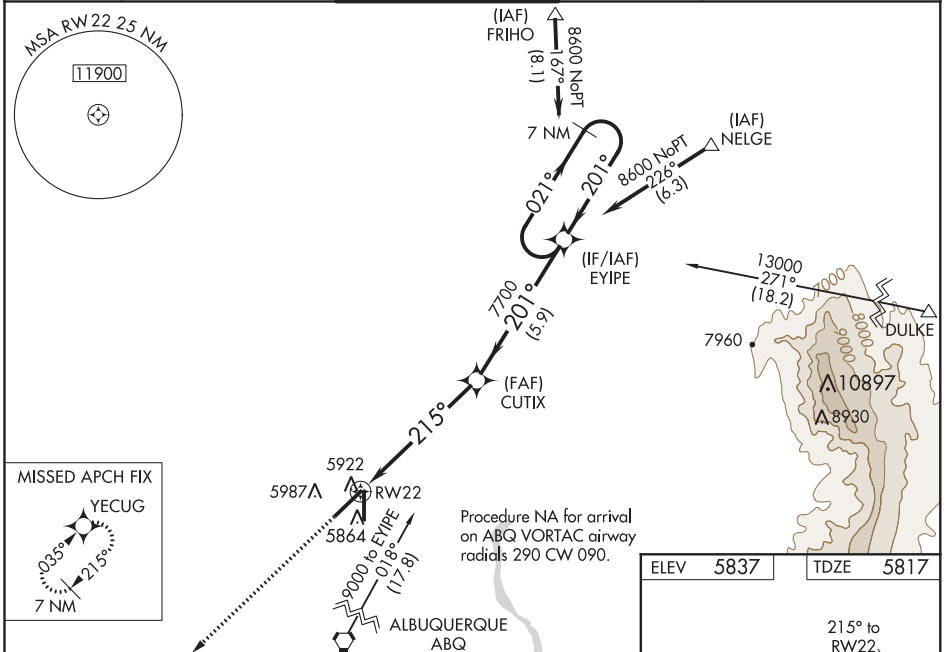 MSA RW22 25 NM
11900
(IAF)
FRIHO
8600 NoPT
167°
(8.1)
7 NM
(IAF)
NELGE
8600 NoPT
226°
(6.3)
021°
201°
(IF/IAF)
EYIPE
7700
201°
(5.9)
13000
271°
(18.2)
DULKE
7000
8000
9000
7960
10897
8930
(FAF)
CUTIX
215°
5922
5987
RW22
5864
MISSED APCH FIX
YECUG
035°
215°
7 NM
9000 to EYIPE
018°
(17.8)
Procedure NA for arrival
on ABQ VORTAC airway
radials 290 CW 090.
ALBUQUERQUE
ABQ
ELEV 5837
TDZE 5817
215° to
RW22